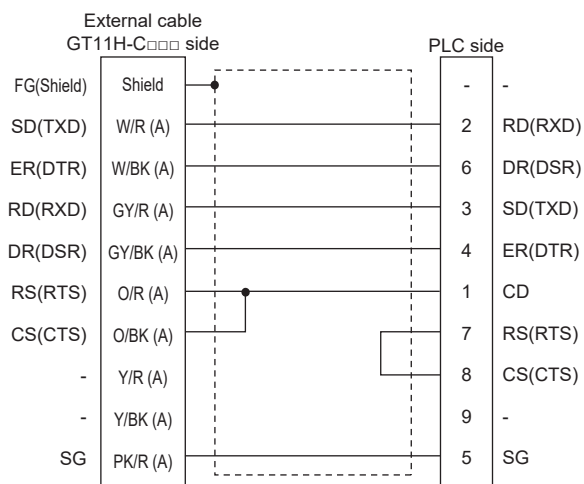 External cable
GT11H-C□□□ side PLC side
FG(Shield) Shield - -
SD(TXD) W/R (A) 2 RD(RXD)
ER(DTR) W/BK (A) 6 DR(DSR)
RD(RXD) GY/R (A) 3 SD(TXD)
DR(DSR) GY/BK (A) 4 ER(DTR)
RS(RTS) O/R (A) 1 CD
CS(CTS) O/BK (A) 7 RS(RTS)
- Y/R (A) 8 CS(CTS)
- Y/BK (A) 9 -
SG PK/R (A) 5 SG